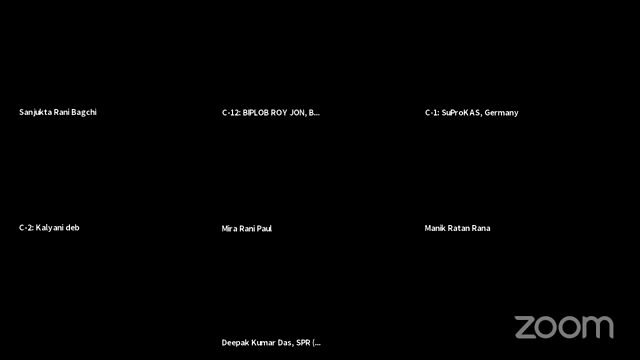 Sanjukta Rani Bagchi
C-12: BIPLOB ROY JON, B...
C-1: SuProKAS, Germany
C-2: Kalyani deb
Mira Rani Paul
Manik Ratan Rana
Deepak Kumar Das, SPR (...
zoom